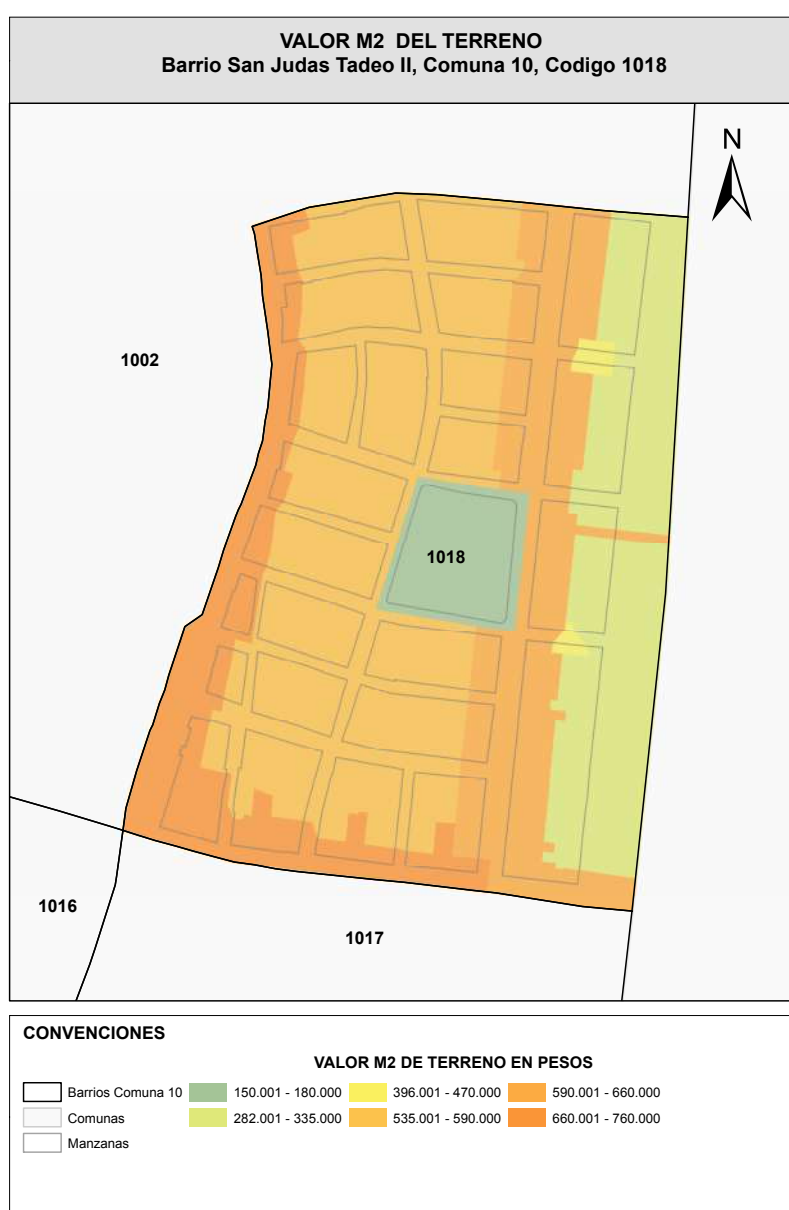 VALOR M2 DEL TERRENO
Barrio San Judas Tadeo II, Comuna 10, Codigo 1018
N
1002
1018
1016
1017
CONVENCIONES
VALOR M2 DE TERRENO EN PESOS
Barrios Comuna 10 150.001 - 180.000 396.001 - 470.000 590.001 - 660.000
Comunas 282.001 - 335.000 535.001 - 590.000 660.001 - 760.000
Manzanas